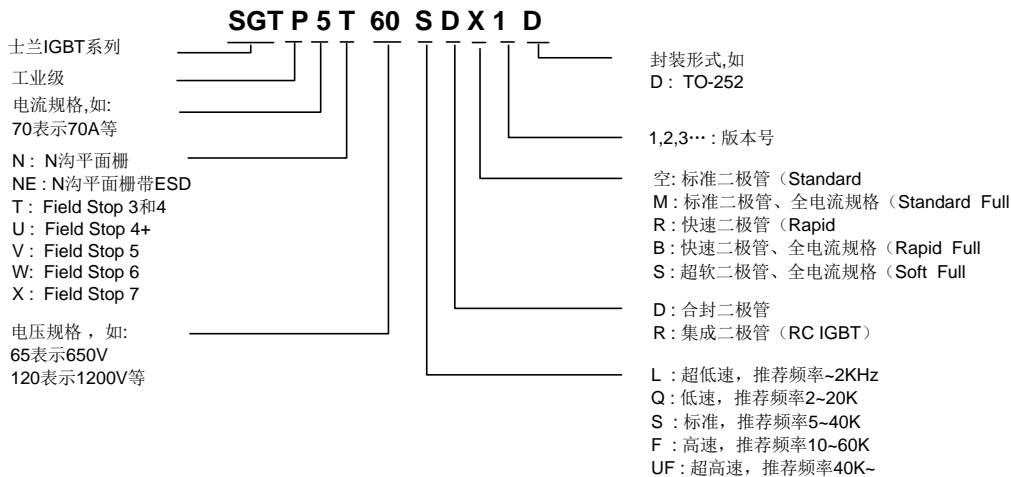 SGT P 5 T 60 S D X 1 D
士兰IGBT系列
工业级
电流规格,如:
70表示70A等
N : N沟平面栅
NE : N沟平面栅带ESD
T : Field Stop 3和4
U : Field Stop 4+
V : Field Stop 5
W: Field Stop 6
X : Field Stop 7
电压规格 ，如:
65表示650V
120表示1200V等
封装形式,如
D : TO-252
1,2,3… : 版本号
空: 标准二极管（Standard
M : 标准二极管、全电流规格（Standard Full
R : 快速二极管（Rapid
B : 快速二极管、全电流规格（Rapid Full
S : 超软二极管、全电流规格（Soft Full
D : 合封二极管
R : 集成二极管（RC IGBT）
L : 超低速，推荐频率~2KHz
Q : 低速，推荐频率2~20K
S : 标准，推荐频率5~40K
F : 高速，推荐频率10~60K
UF : 超高速，推荐频率40K~